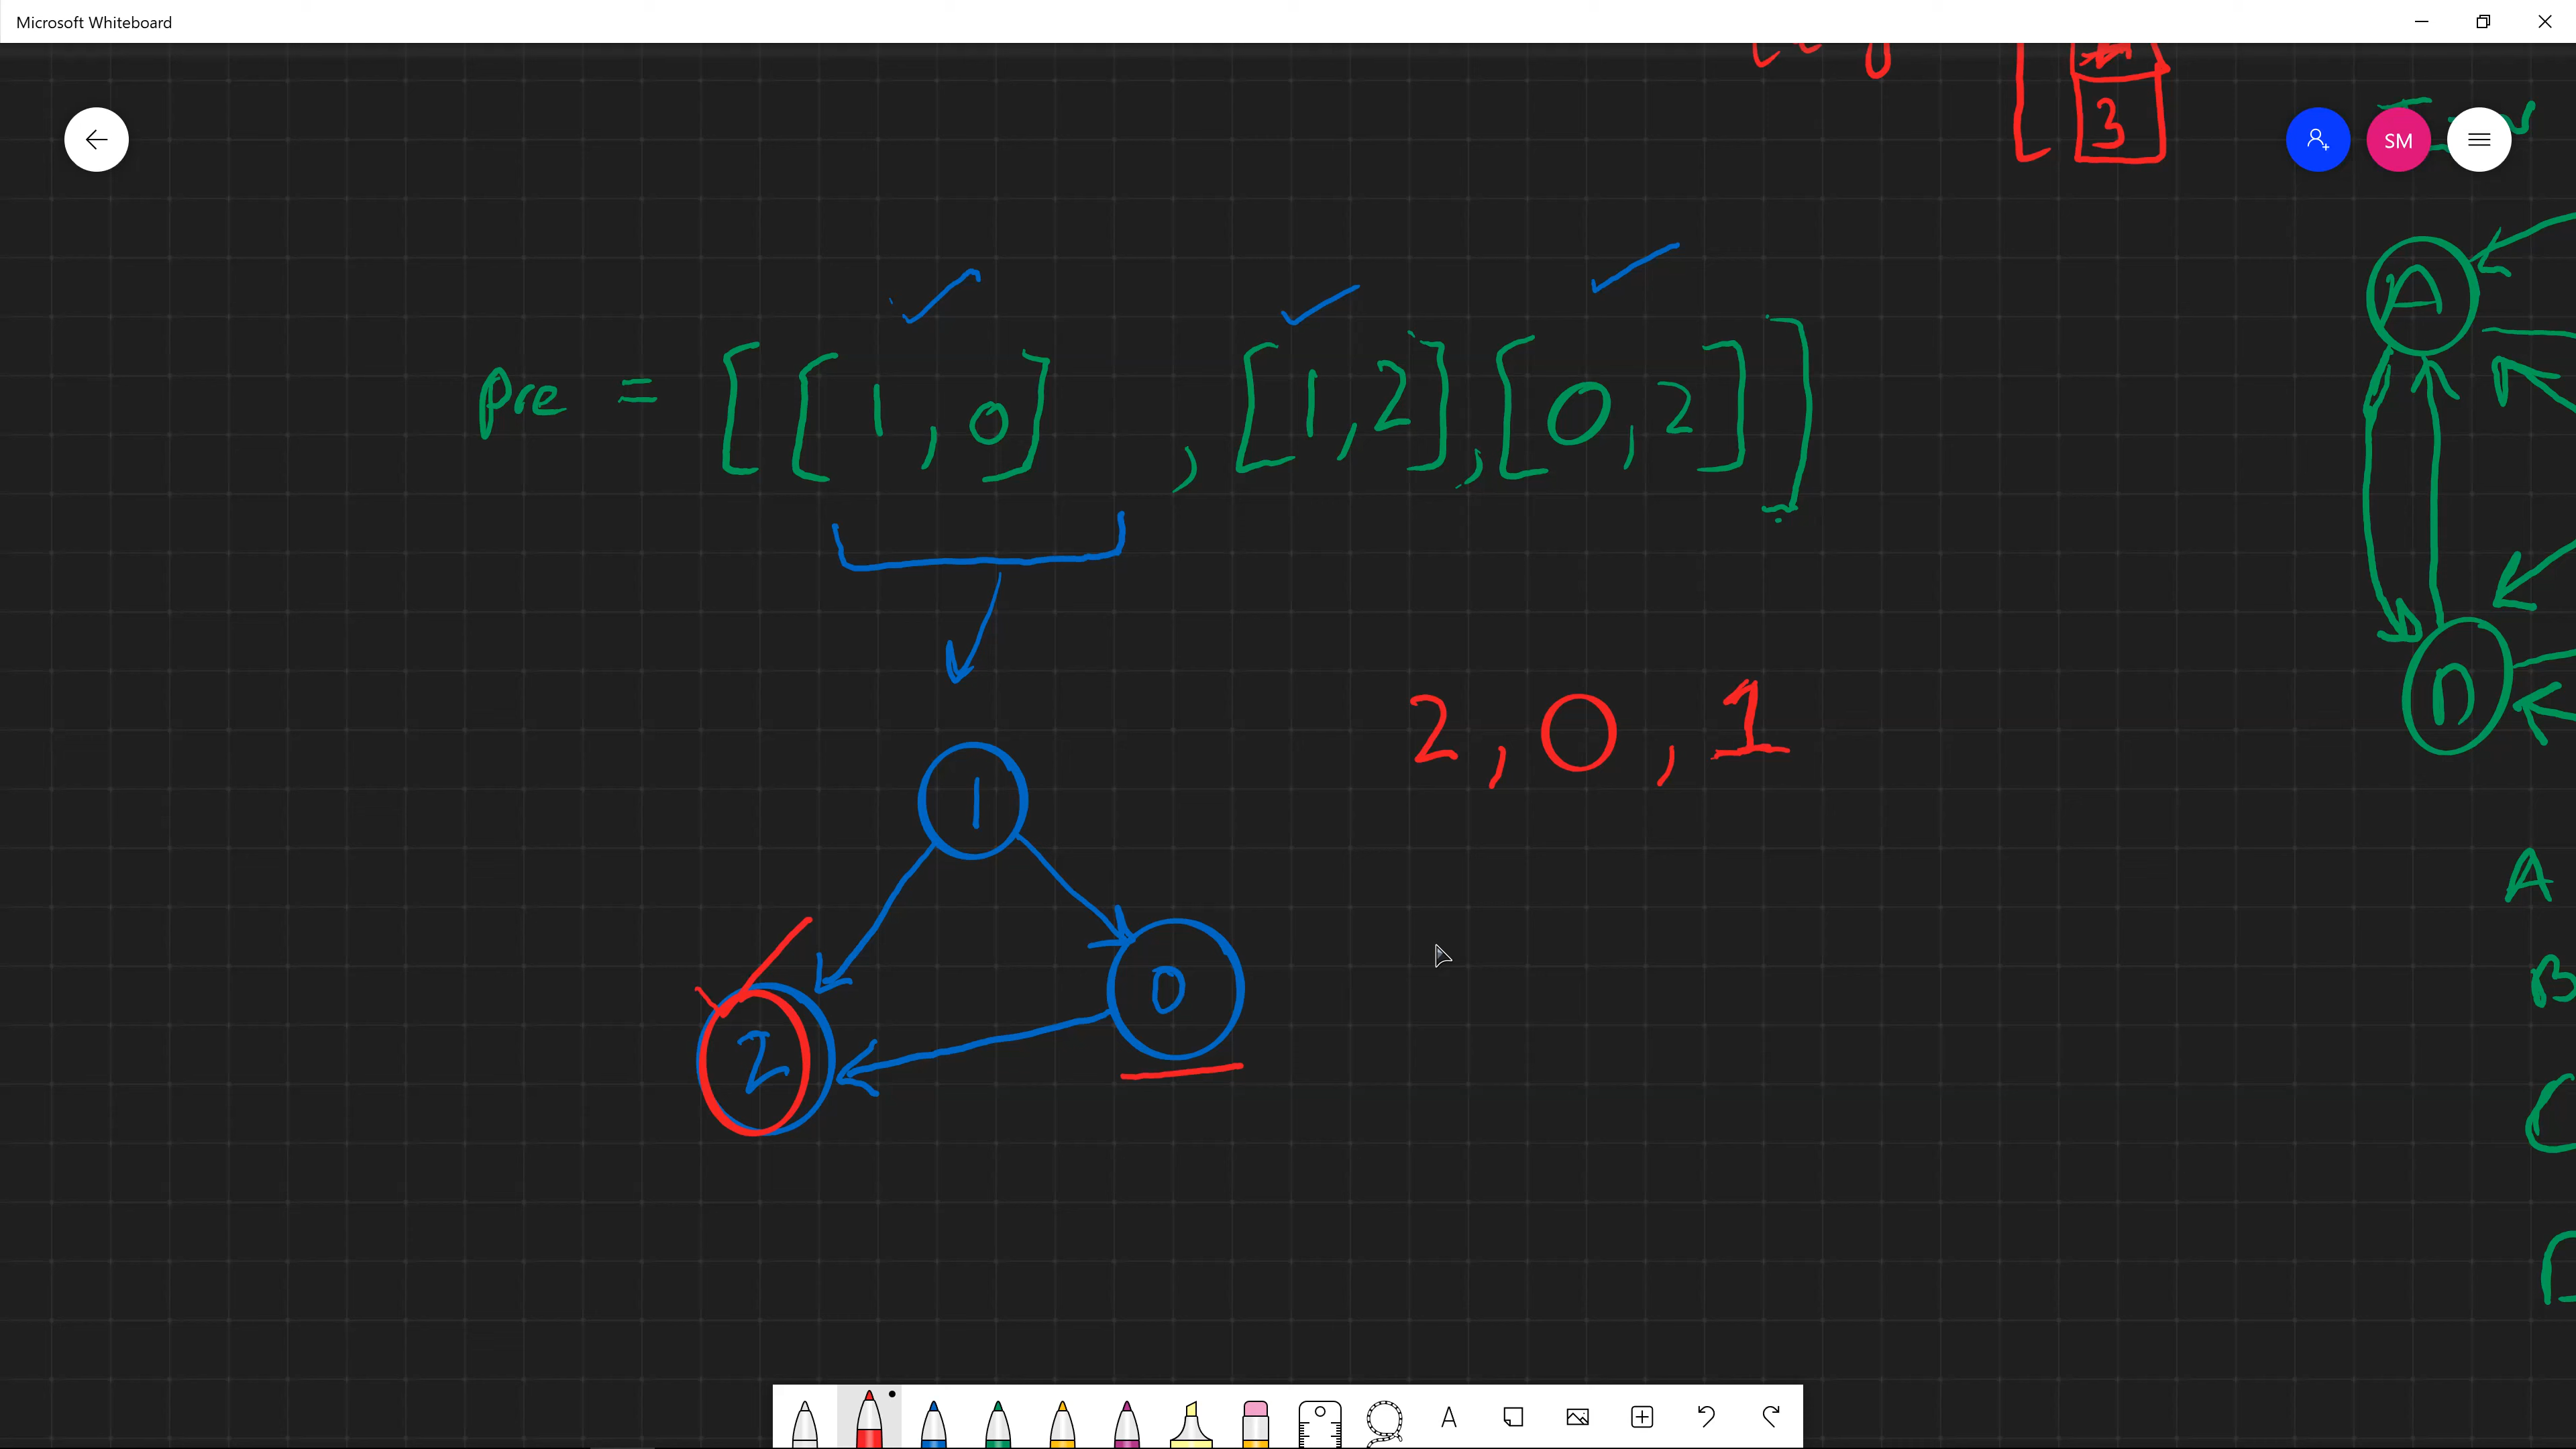 Microsoft Whiteboard
3
SM
A
pre = [[1,0], [1,2], [0,2]]
D
2, 0, 1
1
A
0
B
2
C
D
A